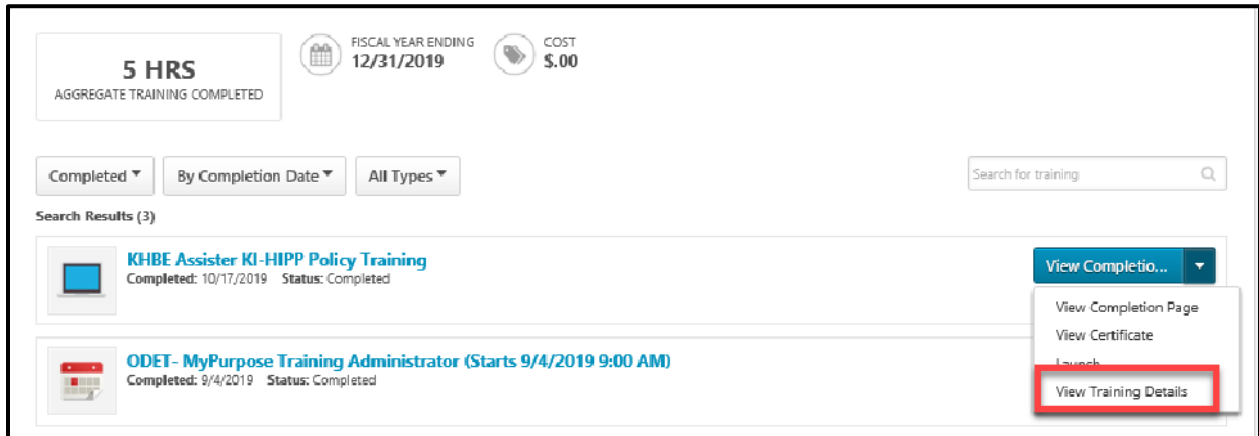 5 HRS
AGGREGATE TRAINING COMPLETED
FISCAL YEAR ENDING
12/31/2019
COST
$.00
Completed
By Completion Date
All Types
Search for training
Search Results (3)
KHBE Assister KI-HIPP Policy Training
Completed: 10/17/2019 Status: Completed
View Completio...
View Completion Page
View Certificate
Launch
View Training Details
ODET- MyPurpose Training Administrator (Starts 9/4/2019 9:00 AM)
Completed: 9/4/2019 Status: Completed